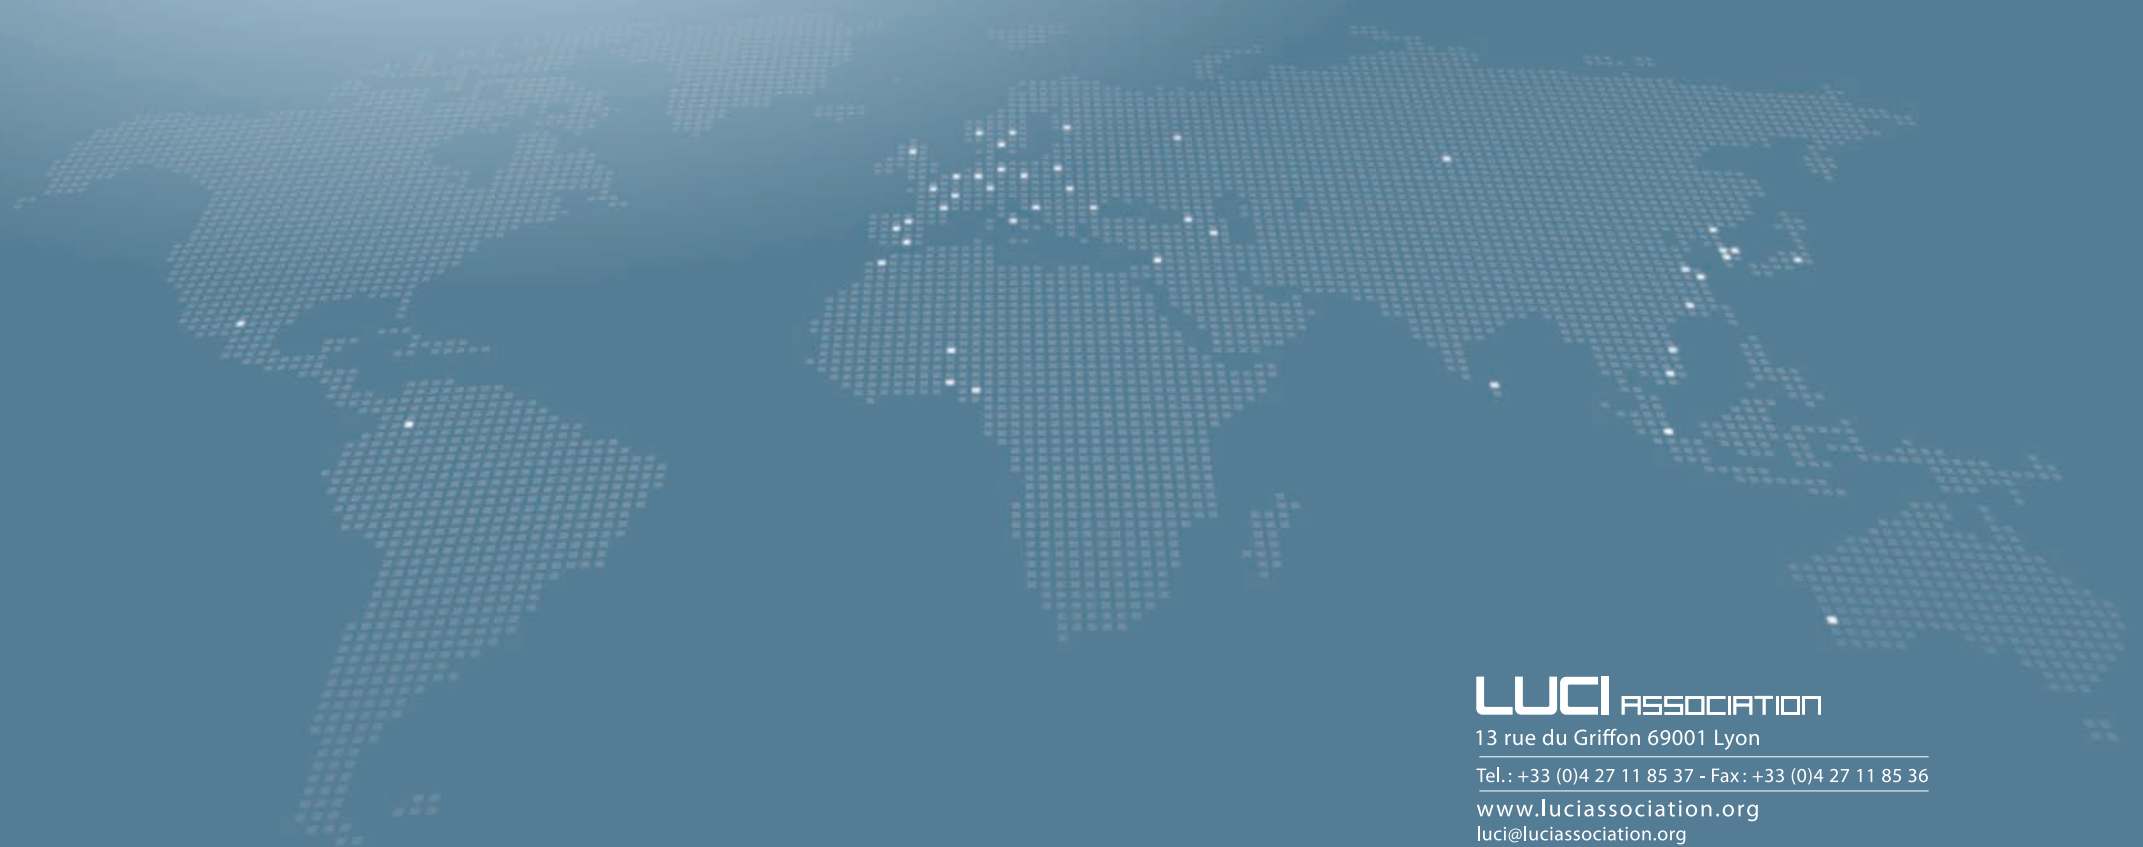 LUCI ASSOCIATION
13 rue du Griffon 69001 Lyon
Tel.: +33 (0)4 27 11 85 37 - Fax: +33 (0)4 27 11 85 36
www.luciassociation.org
luci@luciassociation.org